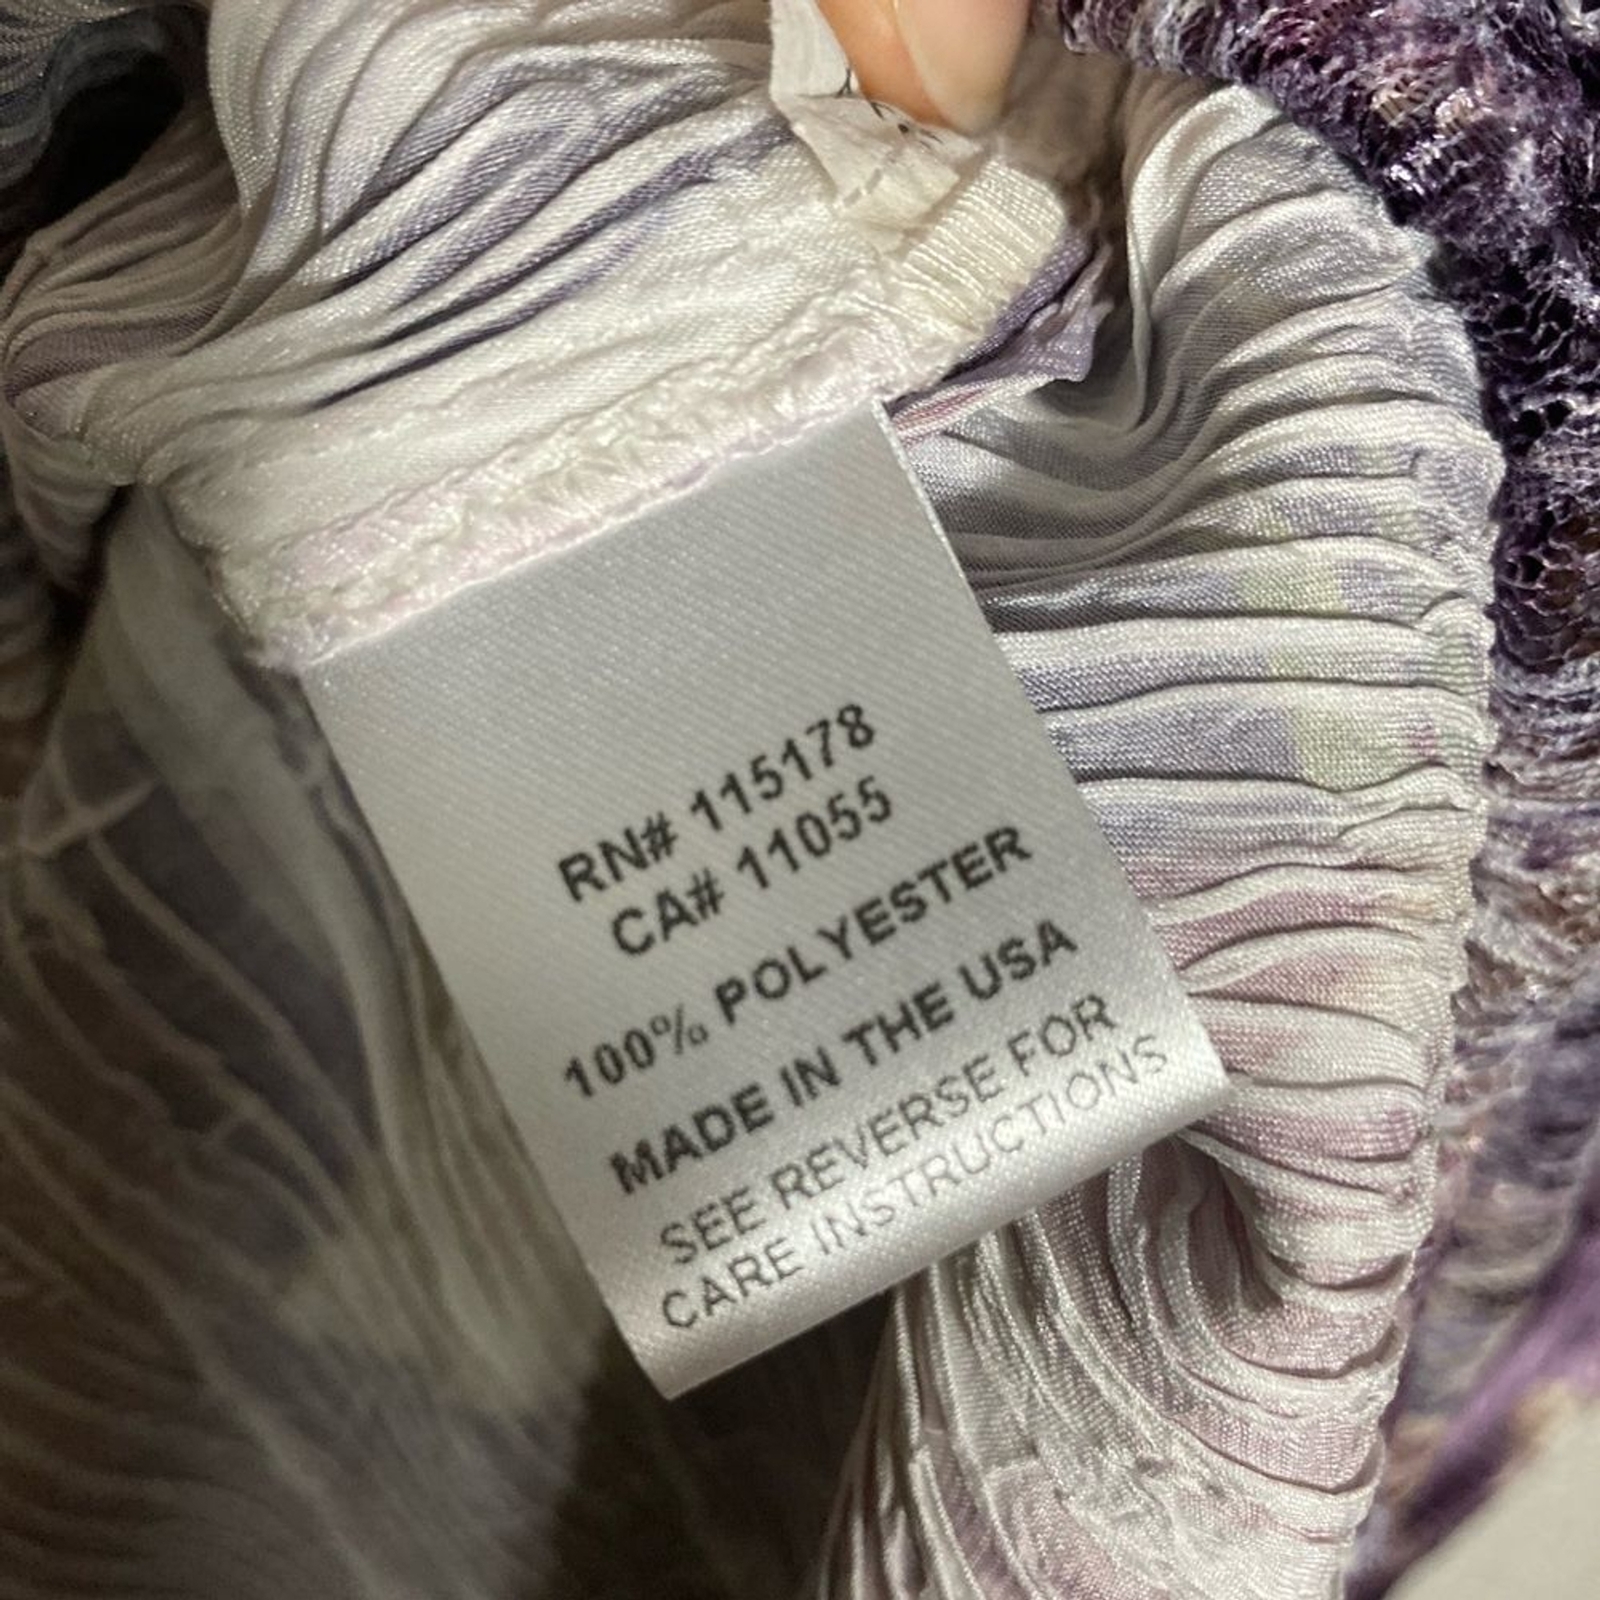 RN# 115178
CA# 11055
100% POLYESTER
MADE IN THE USA
SEE REVERSE FOR
CARE INSTRUCTIONS